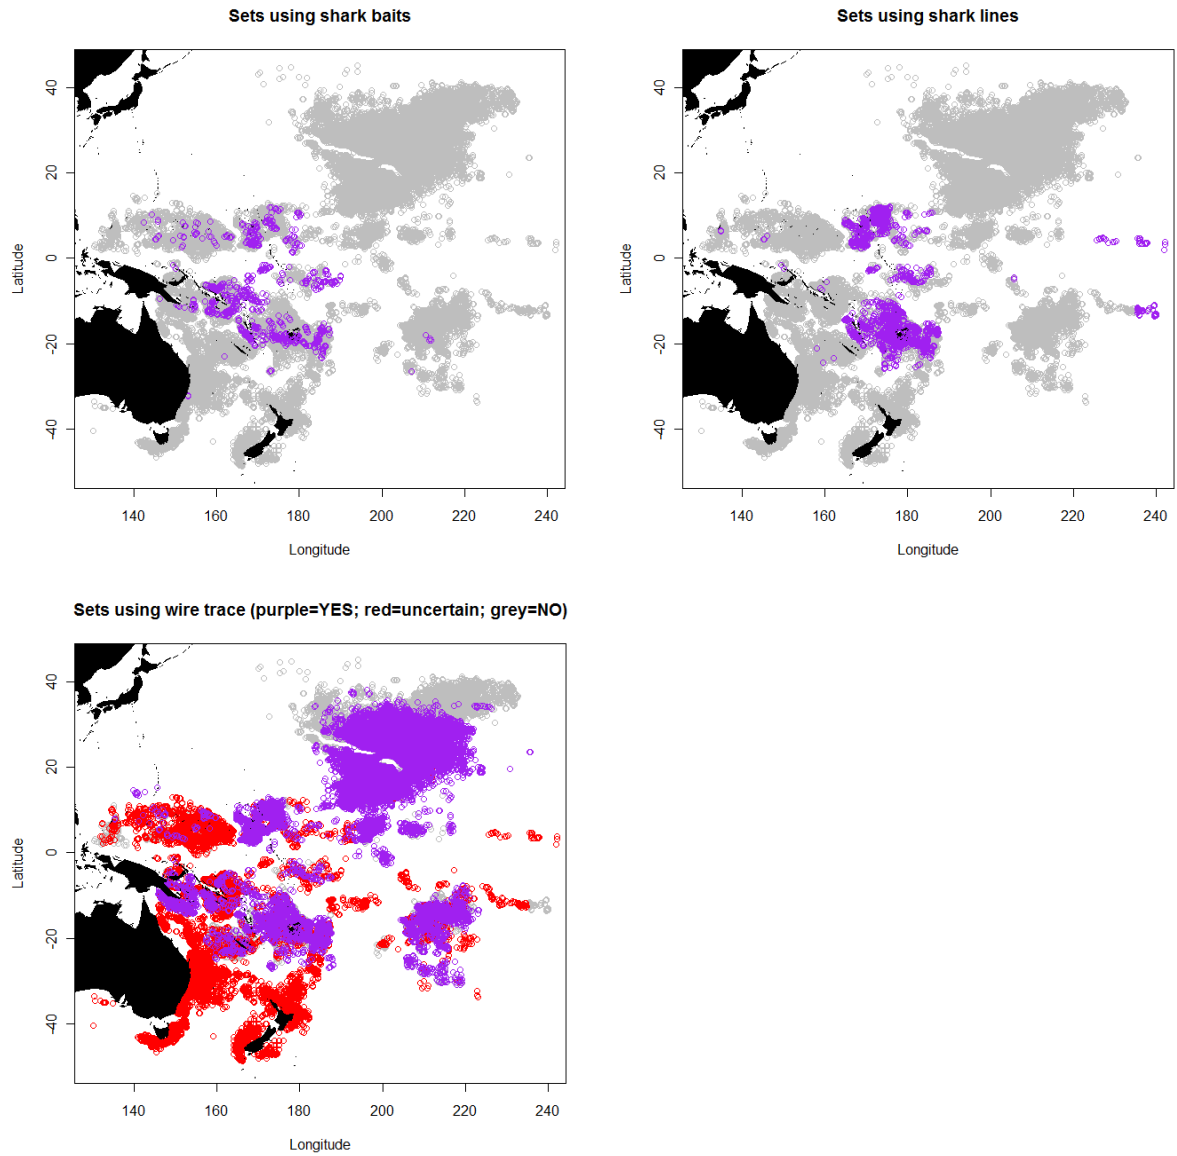 Sets using shark baits
40
20
0
20
40
Latitude
140 160 180 200 220 240
Longitude
Sets using shark lines
40
20
0
20
40
Latitude
140 160 180 200 220 240
Longitude
Sets using wire trace (purple=YES; red=uncertain; grey=NO)
40
20
0
20
40
Latitude
140 160 180 200 220 240
Longitude